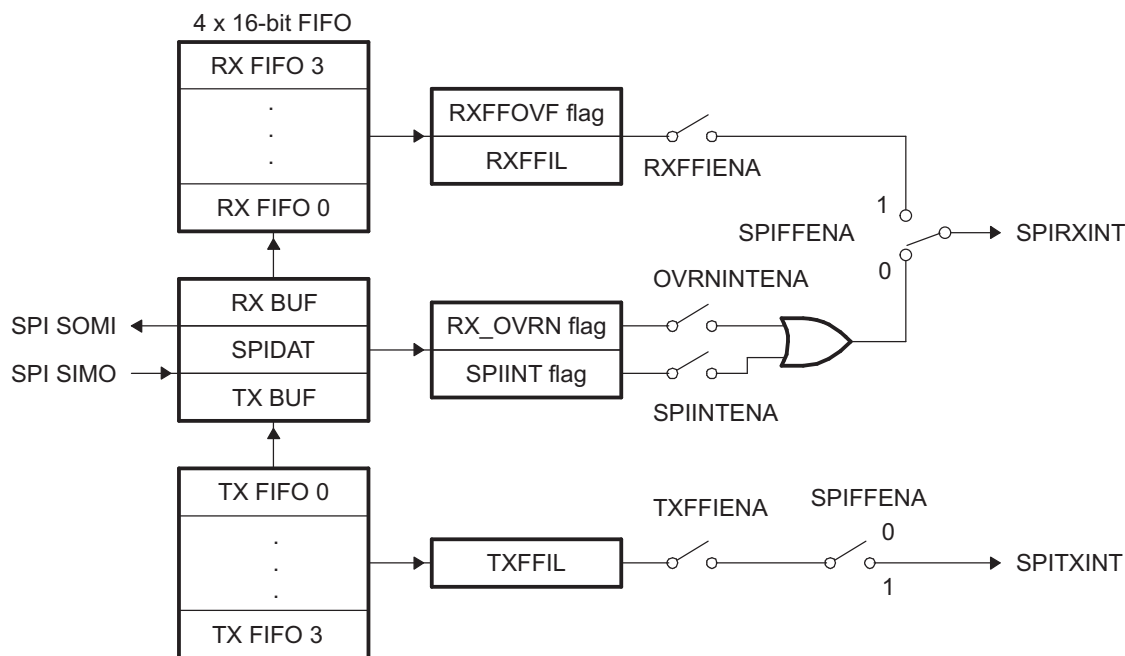 4 x 16-bit FIFO
RX FIFO 3
.
.
.
RX FIFO 0
RXFFOVF flag
RXFFIL
RXFFIENA
1
SPIFFENA
0
SPIRXINT
SPI SOMI
SPI SIMO
RX BUF
SPIDAT
TX BUF
RX_OVRN flag
SPIINT flag
OVRNINTENA
SPIINTENA
TX FIFO 0
.
.
.
TX FIFO 3
TXFFIL
TXFFIENA
SPIFFENA
0
1
SPITXINT